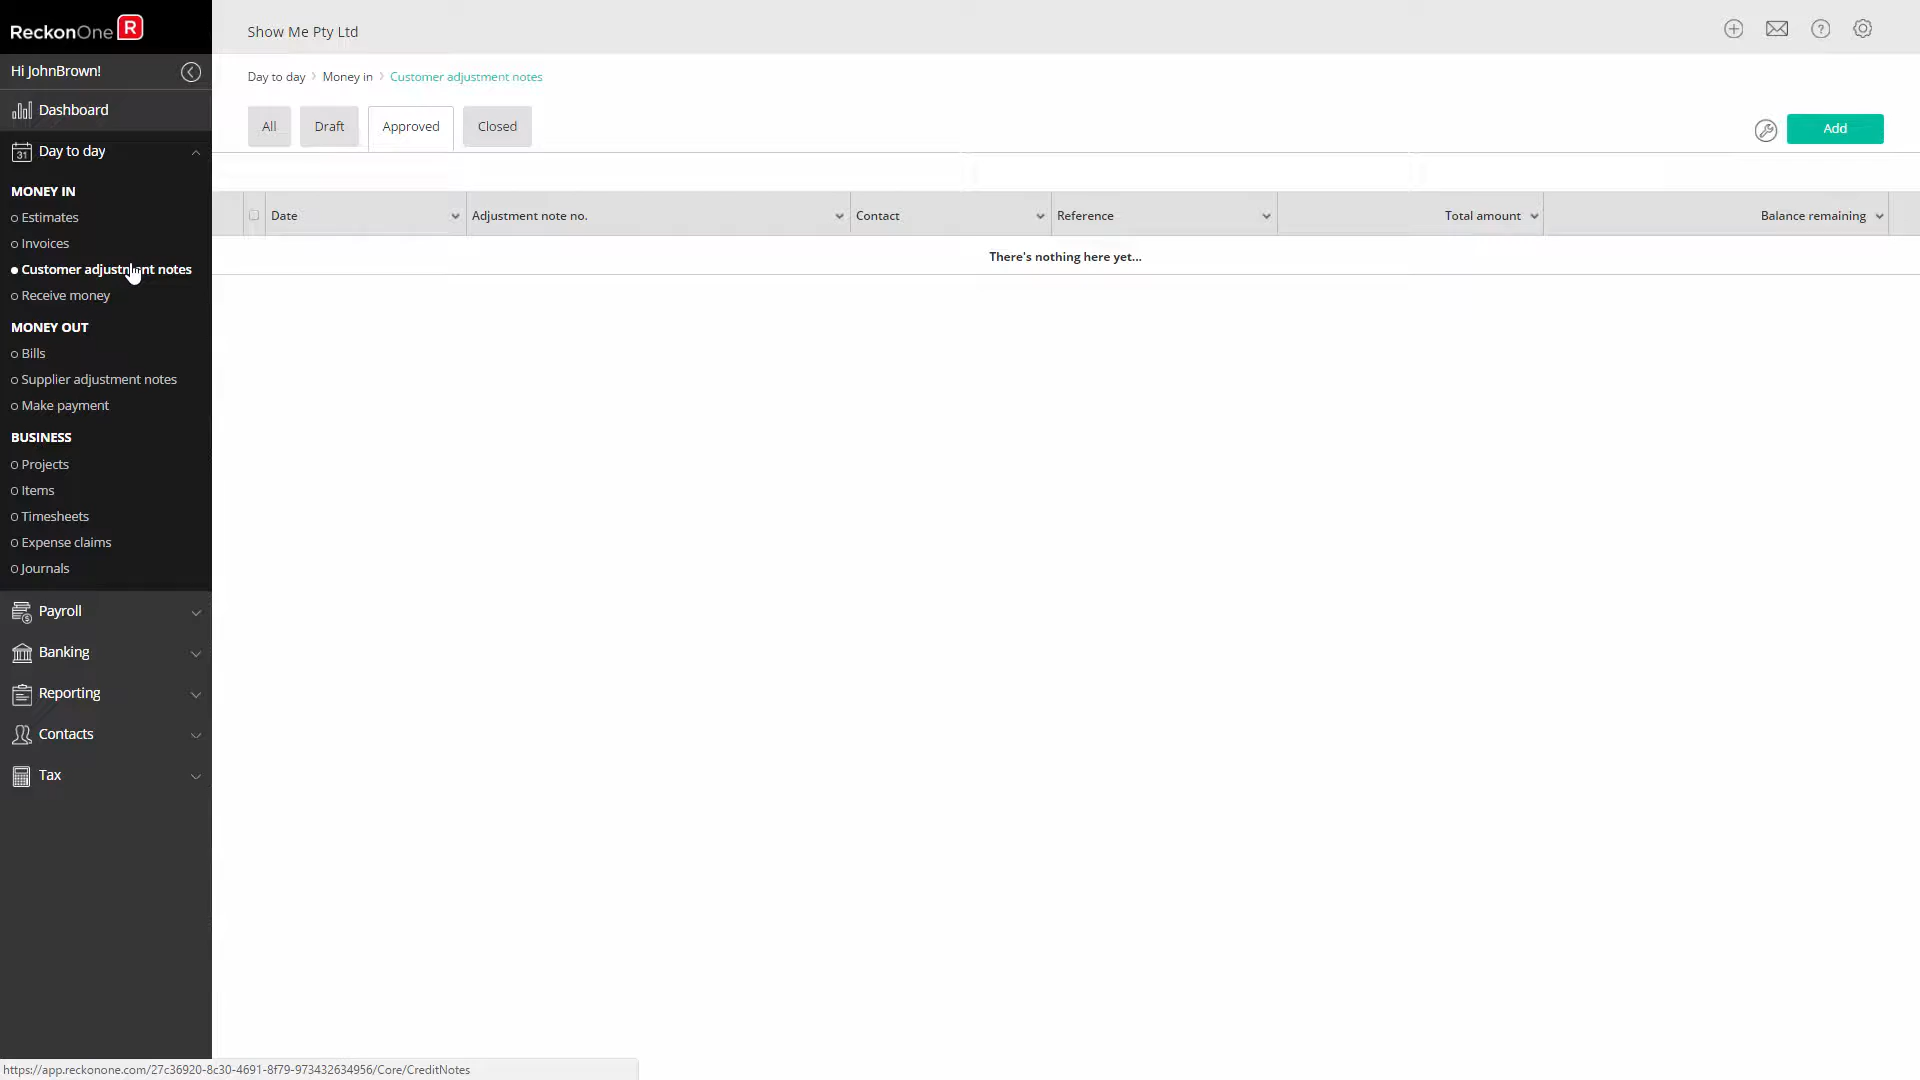 ReckonOne R
Show Me Pty Ltd
Hi JohnBrown!
Day to day > Money in > Customer adjustment notes
Dashboard
All Draft Approved Closed
Add
31 Day to day
MONEY IN
Estimates
Invoices
Customer adjustment notes
Receive money
MONEY OUT
Bills
Supplier adjustment notes
Make payment
BUSINESS
Projects
Items
Timesheets
Expense claims
Journals
Payroll
Banking
Reporting
Contacts
Tax
Date Adjustment note no. Contact Reference Total amount Balance remaining
There's nothing here yet...
https://app.reckonone.com/27c36920-8c30-4691-8f79-973432634956/Core/CreditNotes